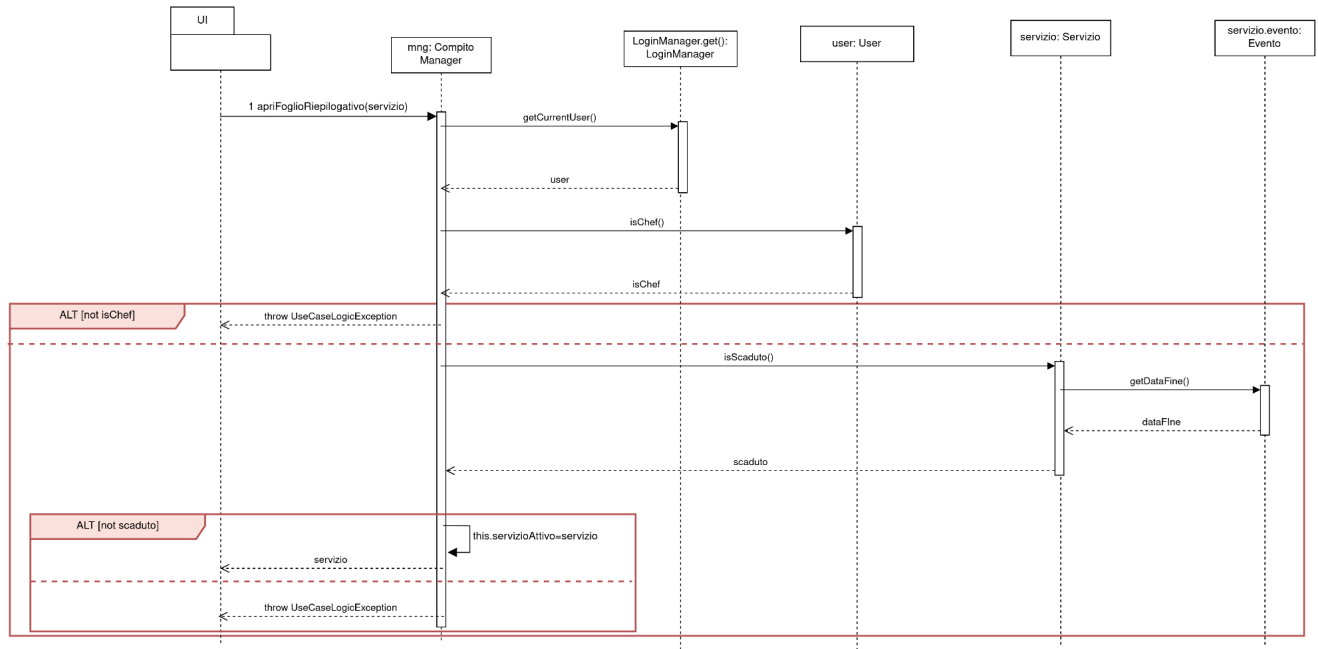 UI
mng: Compito
Manager
LoginManager.get():
LoginManager
user: User
servizio: Servizio
servizio.evento:
Evento
1 apriFoglioRiepilogativo(servizio)
getCurrentUser()
user
isChef()
isChef
ALT [not isChef]
throw UseCaseLogicException
isScaduto()
getDataFine()
dataFIne
scaduto
ALT [not scaduto]
this.servizioAttivo=servizio
servizio
throw UseCaseLogicException